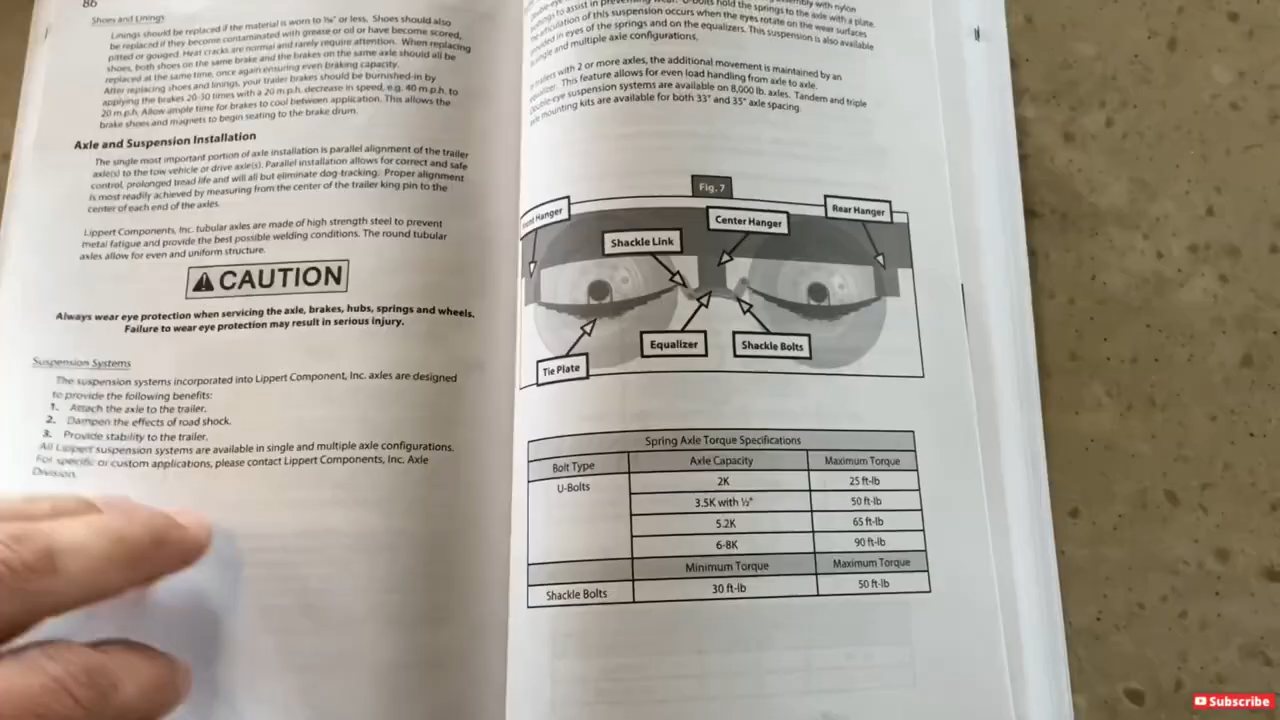 86
Shoes and Linings
Linings should be replaced if the material is worn to 1/16" or less. Shoes should also
be replaced if they become contaminated with grease or oil or have become scored,
pitted or gouged. Heat cracks are normal and rarely require attention. When replacing
shoes, both shoes on the same brake and the brakes on the same axle should all be
replaced at the same time, once again ensuring even braking capacity.
After replacing shoes and linings, your trailer brakes should be burnished-in by
applying the brakes 20-30 times with a 20 m.p.h. decrease in speed, e.g. 40 m.p.h. to
20 m.p.h. Allow ample time for brakes to cool between application. This allows the
brake shoes and magnets to begin seating to the brake drum.
Axle and Suspension Installation
The single most important portion of axle installation is parallel alignment of the trailer
axle(s) to the tow vehicle or drive axle(s). Parallel installation allows for correct and safe
control, prolonged tread life and will all but eliminate dog-tracking. Proper alignment
is most readily achieved by measuring from the center of the trailer king pin to the
center of each end of the axles.
Lippert Components, Inc. tubular axles are made of high strength steel to prevent
metal fatigue and provide the best possible welding conditions. The round tubular
axles allow for even and uniform structure.
CAUTION
Always wear eye protection when servicing the axle, brakes, hubs, springs and wheels.
Failure to wear eye protection may result in serious injury.
Suspension Systems
The suspension systems incorporated into Lippert Component, Inc. axles are designed
to provide the following benefits:
1. Attach the axle to the trailer.
2. Dampen the effects of road shock.
3. Provide stability to the trailer.
All Lippert suspension systems are available in single and multiple axle configurations.
For specific or custom applications, please contact Lippert Components, Inc. Axle
Division.
with nylon
to assist in U-bolts hold the springs to the axle with a plate.
articulation of this suspension occurs when the eyes rotate on the wear surfaces
in eyes of the springs and on the equalizers. This suspension is also available
and multiple axle configurations.
trailers with 2 or more axles, the additional movement is maintained by an
This feature allows for even load handling from axle to axle.
Double-eye suspension systems are available on 8,000 lb. axles. Tandem and triple
axle mounting kits are available for both 33" and 35" axle spacing.
Fig. 7
Hanger
Center Hanger
Rear Hanger
Shackle Link
Equalizer
Shackle Bolts
Tie Plate
Spring Axle Torque Specifications
Bolt Type Axle Capacity Maximum Torque
U-Bolts 2K 25 ft-lb
3.5K with ½" 50 ft-lb
5.2K 65 ft-lb
6-8K 90 ft-lb
Minimum Torque Maximum Torque
Shackle Bolts 30 ft-lb 50 ft-lb
Subscribe